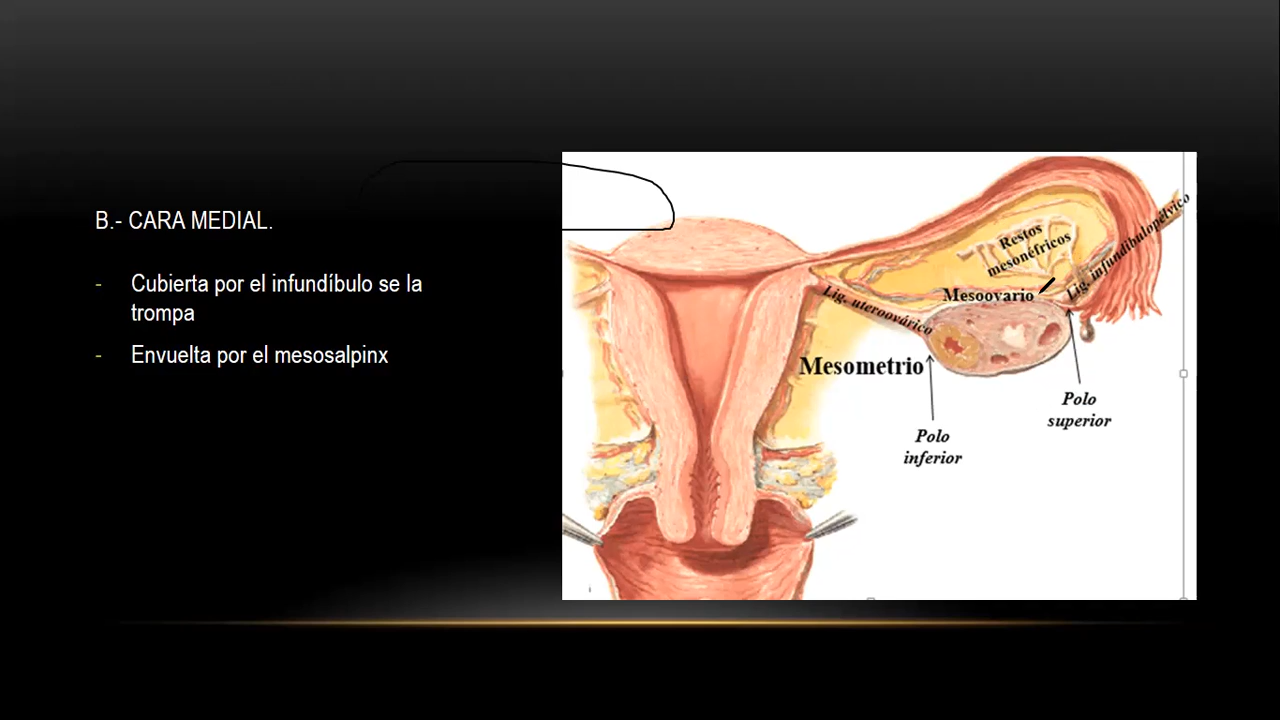 B.- CARA MEDIAL.
- Cubierta por el infundíbulo se la
trompa
- Envuelta por el mesosalpinx
Restos
mesonéfricos
Lig. infundibulopélvico
Mesoovario
Lig. uteroovárico
Mesometrio
Polo
superior
Polo
inferior